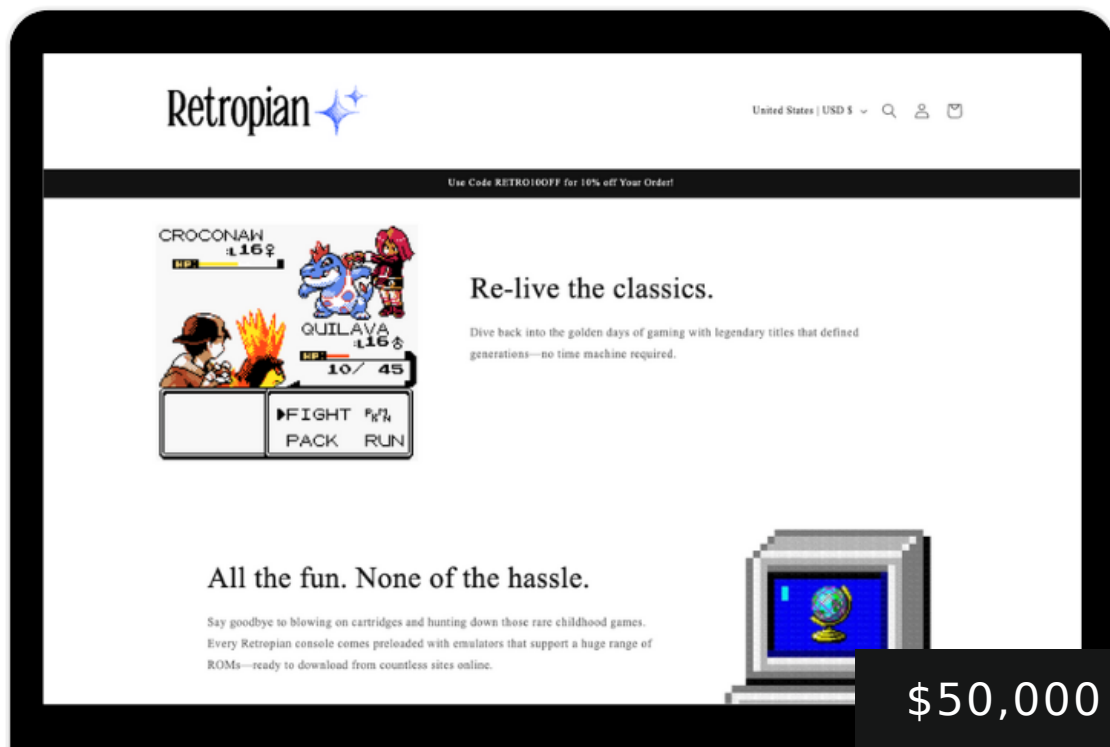 Retropian
United States | USD $
Use Code RETRO10OFF for 10% off Your Order!
CROCONAW
:L16♀
HP:
QUILAVA
:L16♂
HP:
10/ 45
▶FIGHT PKMN
PACK RUN
Re-live the classics.
Dive back into the golden days of gaming with legendary titles that defined
generations—no time machine required.
All the fun. None of the hassle.
Say goodbye to blowing on cartridges and hunting down those rare childhood games.
Every Retropian console comes preloaded with emulators that support a huge range of
ROMs—ready to download from countless sites online.
$50,000